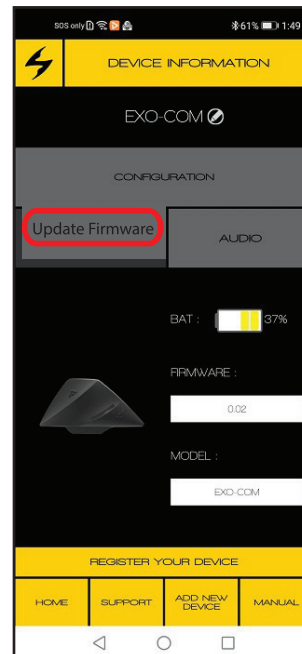 SOS only 61% 1:49
DEVICE INFORMATION
EXO-COM
CONFIGURATION
Update Firmware
AUDIO
BAT : 37%
FIRMWARE :
0.02
MODEL :
EXO-COM
REGISTER YOUR DEVICE
HOME SUPPORT ADD NEW DEVICE MANUAL